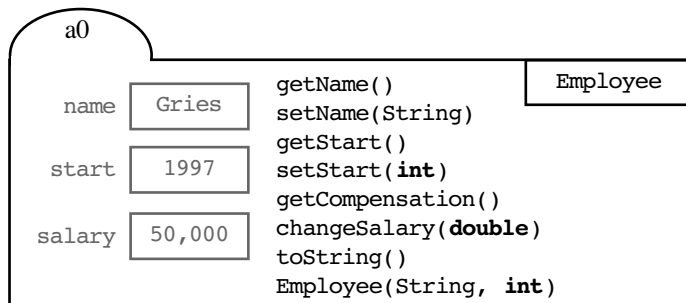 a0
Employee
name Gries
start 1997
salary 50,000
getName()
setName(String)
getStart()
setStart(int)
getCompensation()
changeSalary(double)
toString()
Employee(String, int)